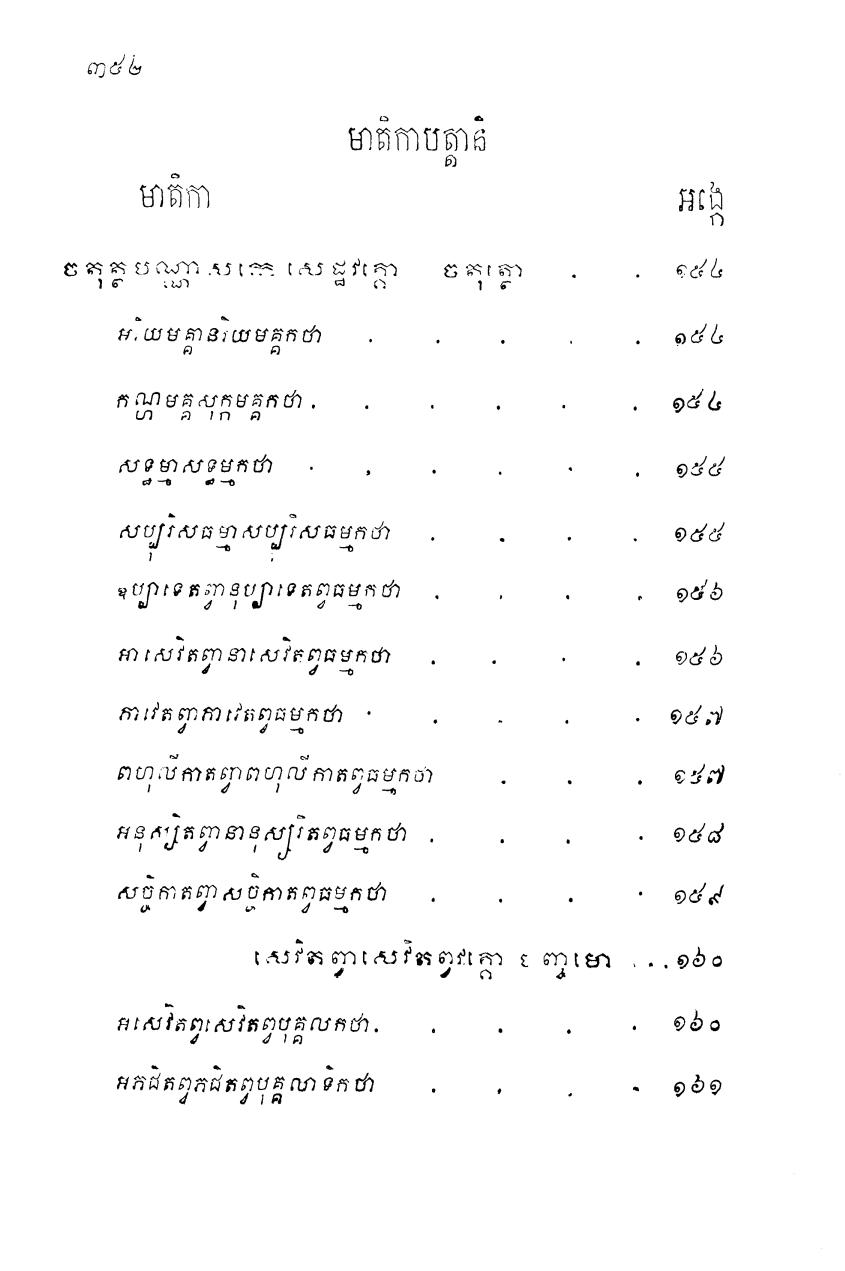 ៣៥២
មាតិកាបត្តានិ
មាតិកា អង្កេ
ចតុត្ថបណ្ណាសកេ សេដ្ឋវគ្គោ ចតុត្ថោ . . ១៥៤
អរិយមគ្គានរិយមគ្គកថា . . . . . ១៥៤
កណ្ហមគ្គសុក្កមគ្គកថា . . . . . . ១៥៤
សទ្ធម្មាសទ្ធម្មកថា . . . . . . ១៥៥
សប្បុរិសធម្មាសប្បុរិសធម្មកថា . . . . ១៥៥
ឧប្បាទេតព្វានុប្បាទេតព្វធម្មកថា . . . . ១៥៦
អាសេវិតព្វានាសេវិតព្វធម្មកថា . . . . ១៥៦
ភាវេតព្វាភាវេតព្វធម្មកថា . . . . ១៥៧
ពហុលីកាតព្វាពហុលីកាតព្វធម្មកថា . . . ១៥៧
អនុស្សរិតព្វានានុស្សរិតព្វធម្មកថា . . . . ១៥៨
សច្ឆិកាតព្វាសច្ឆិកាតព្វធម្មកថា . . . . ១៥៩
សេវិតព្វាសេវិតព្វវគ្គោ បញ្ចមោ . . . ១៦០
អសេវិតព្វសេវិតព្វបុគ្គលកថា . . . . . ១៦០
អភជិតព្វភជិតព្វបុគ្គលាទិកថា . . . . ១៦១